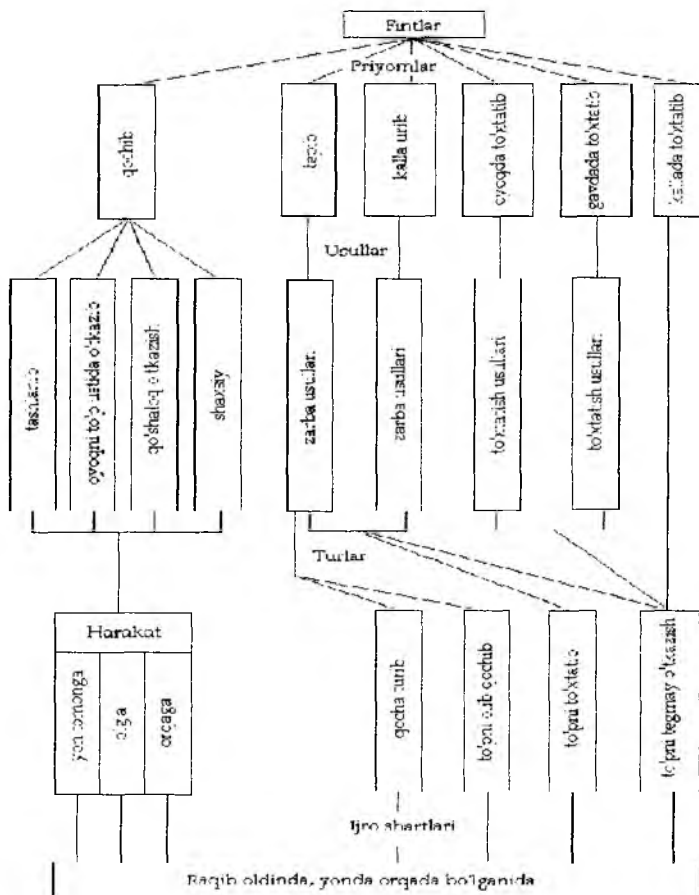 Fintlar
Priyomlar
qochib
tepib
kalla urib
oyoqda to'xtatib
gavdada to'xtatib
kallada to'xtatib
Usullar
tashlanib
oyoqni to'p ustida o'tkazib
qo'shaloq o'tkazish
shaxsiy
zarba usullari
zarba usullari
to'xtatish usullari
to'xtatish usullari
Turlar
Harakat
yon tomonga
olga
orqaga
qocha turib
to'pni olib qochib
to'pni to'xtatib
to'pni tegmay o'tkazish
Ijro shartlari
Raqib oldinda, yonda orqada bo'lganida